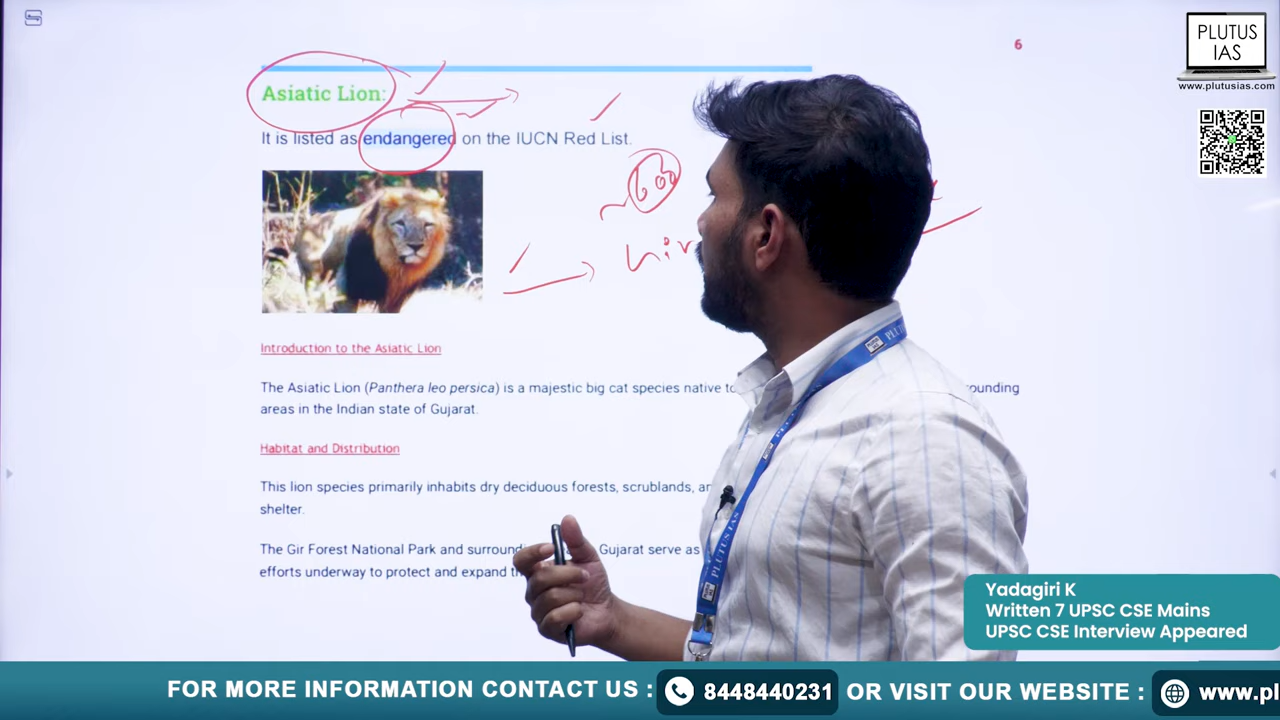 6
PLUTUS
IAS
www.plutusias.com
Asiatic Lion:
It is listed as endangered on the IUCN Red List.
600
Introduction to the Asiatic Lion
The Asiatic Lion (Panthera leo persica) is a majestic big cat species native to
areas in the Indian state of Gujarat.
Habitat and Distribution
This lion species primarily inhabits dry deciduous forests, scrublands,
shelter.
The Gir Forest National Park and Gujarat serve as
efforts underway to protect and expand
PLUTUSIAS
Yadagiri K
Written 7 UPSC CSE Mains
UPSC CSE Interview Appeared
FOR MORE INFORMATION CONTACT US : 8448440231 OR VISIT OUR WEBSITE : www.pl